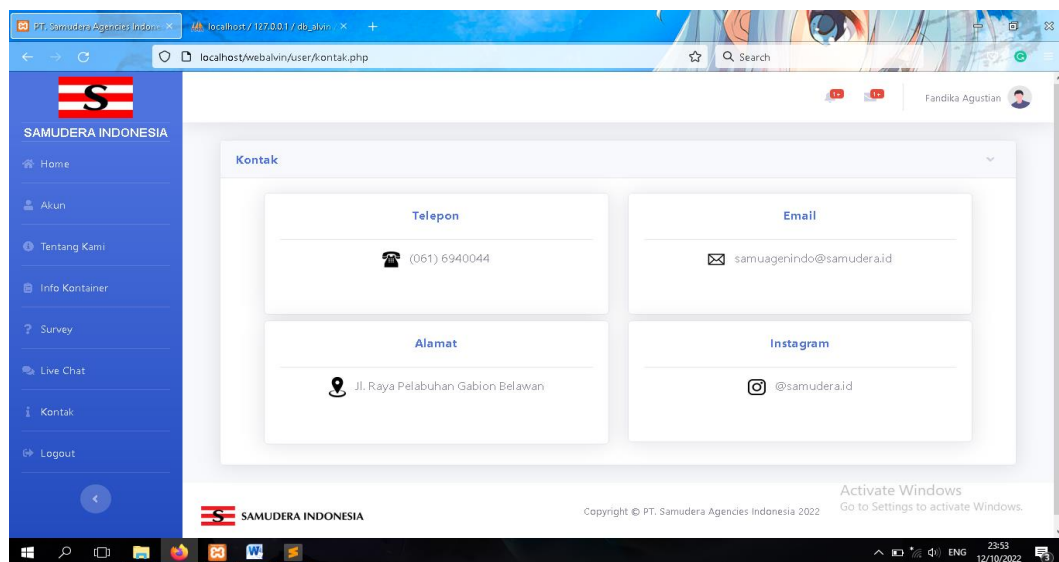 PT. Samudera Agencies Indone
localhost / 127.0.0.1 / db_alvin
localhost/webalvin/user/kontak.php
Search
S
SAMUDERA INDONESIA
1+
1+
Fandika Agustian
Home
Akun
Tentang Kami
Info Kontainer
Survey
Live Chat
Kontak
Logout
Kontak
Telepon
(061) 6940044
Email
samuagenindo@samudera.id
Alamat
Jl. Raya Pelabuhan Gabion Belawan
Instagram
@samudera.id
S SAMUDERA INDONESIA
Copyright © PT. Samudera Agencies Indonesia 2022
Activate Windows
Go to Settings to activate Windows.
ENG
23:53
12/10/2022